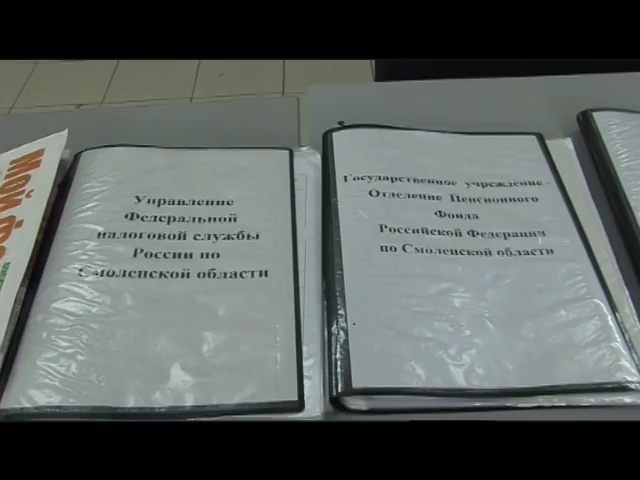 Управление
Федеральной
налоговой службы
России по
Смоленской области
Государственное учреждение -
Отделение Пенсионного
Фонда
Российской Федерации
по Смоленской области